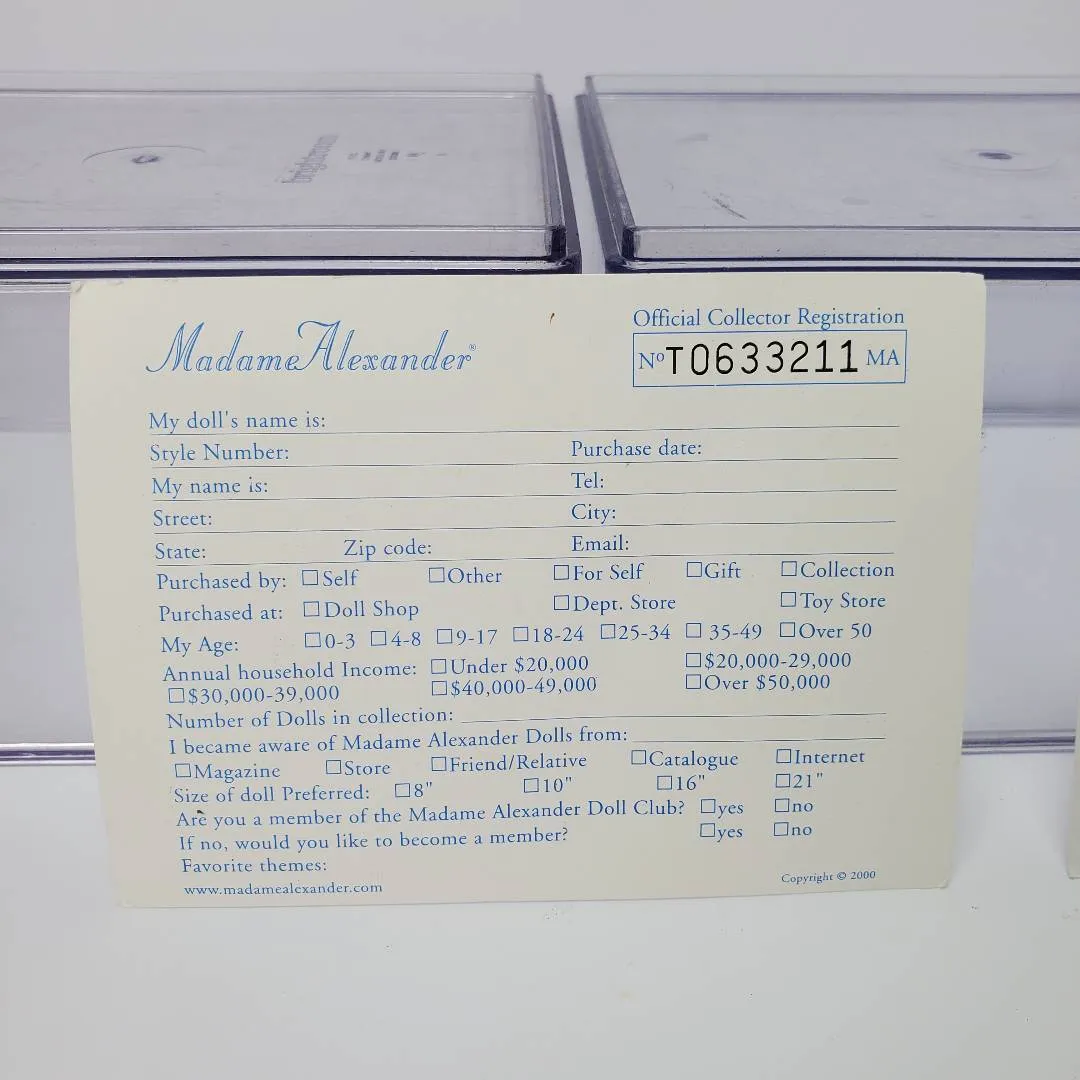 Madame Alexander®
Official Collector Registration
Nº T0633211 MA
My doll's name is:
Style Number: Purchase date:
My name is: Tel:
Street: City:
State: Zip code: Email:
Purchased by: ☐Self ☐Other ☐For Self ☐Gift ☐Collection
Purchased at: ☐Doll Shop ☐Dept. Store ☐Toy Store
My Age: ☐0-3 ☐4-8 ☐9-17 ☐18-24 ☐25-34 ☐35-49 ☐Over 50
Annual household Income: ☐Under $20,000 ☐$20,000-29,000
☐$30,000-39,000 ☐$40,000-49,000 ☐Over $50,000
Number of Dolls in collection:
I became aware of Madame Alexander Dolls from:
☐Magazine ☐Store ☐Friend/Relative ☐Catalogue ☐Internet
Size of doll Preferred: ☐8" ☐10" ☐16" ☐21"
Are you a member of the Madame Alexander Doll Club? ☐yes ☐no
If no, would you like to become a member? ☐yes ☐no
Favorite themes:
www.madamealexander.com
Copyright © 2000